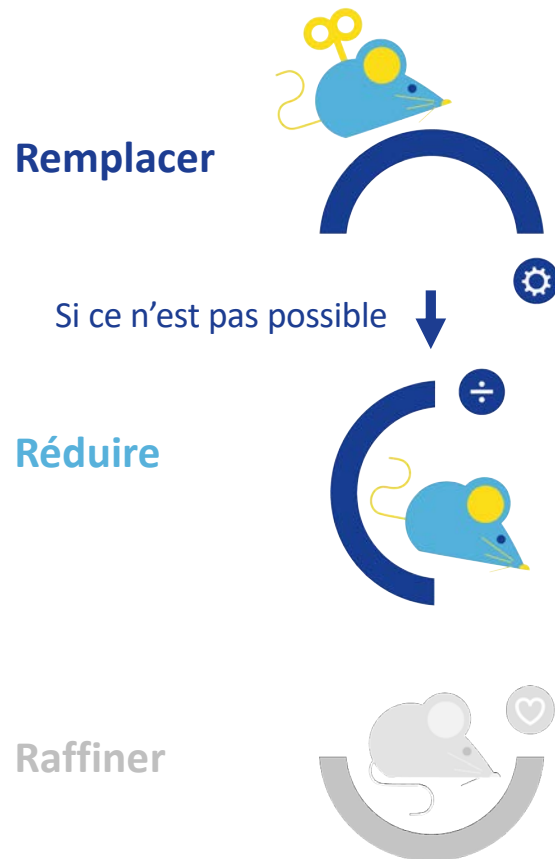 Remplacer
Si ce n’est pas possible
Réduire
Raffiner